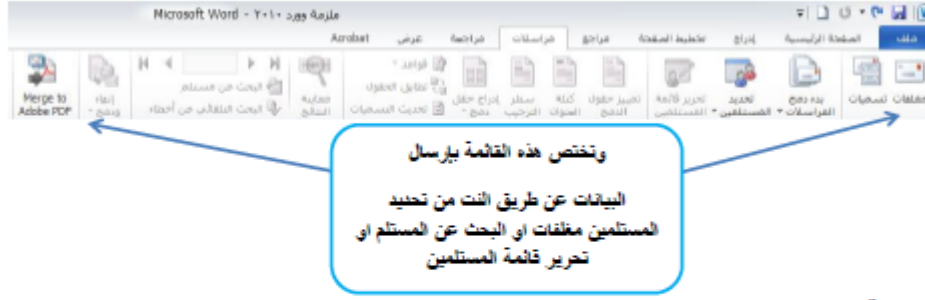 ملزمة وورد ٢٠١٠ - Microsoft Word
ملف الصفحة الرئيسية إدراج تخطيط الصفحة مراجع مراسلات مراجعة عرض Acrobat
مغلفات تسميات
بدء دمج المراسلات
تحديد المستلمين
تحرير قائمة المستلمين
تمييز حقول الدمج
كتلة العنوان
سطر الترحيب
إدراج حقل دمج
قواعد
تطابق الحقول
تحديث التسميات
معاينة النتائج
البحث عن مستلم
البحث التلقائي عن أخطاء
إنهاء ودمج
Merge to
Adobe PDF
وتختص هذه القائمة بإرسال
البيانات عن طريق النت من تحديد
المستلمين مغلفات او البحث عن المستلم او
تحرير قائمة المستلمين